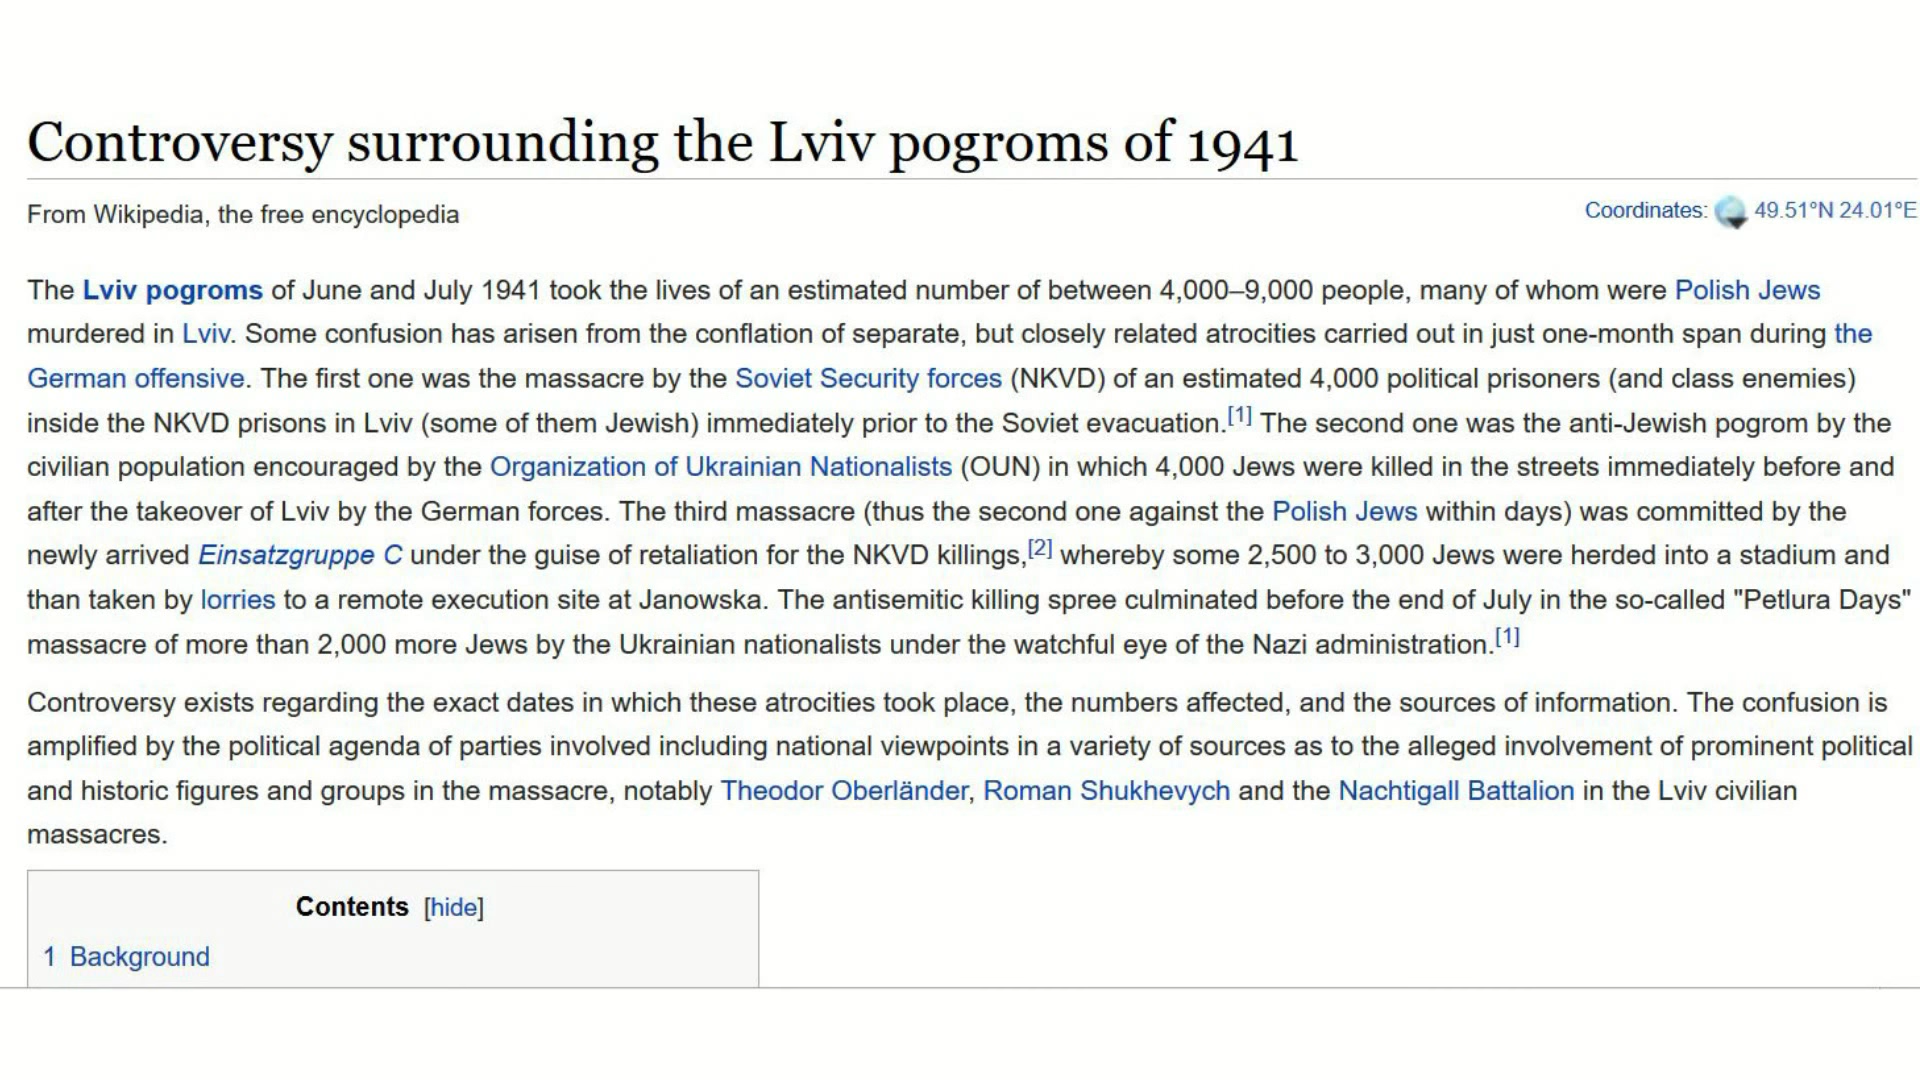 Controversy surrounding the Lviv pogroms of 1941
From Wikipedia, the free encyclopedia
Coordinates: 49.51°N 24.01°E
The Lviv pogroms of June and July 1941 took the lives of an estimated number of between 4,000–9,000 people, many of whom were Polish Jews
murdered in Lviv. Some confusion has arisen from the conflation of separate, but closely related atrocities carried out in just one-month span during the
German offensive. The first one was the massacre by the Soviet Security forces (NKVD) of an estimated 4,000 political prisoners (and class enemies)
inside the NKVD prisons in Lviv (some of them Jewish) immediately prior to the Soviet evacuation.[1] The second one was the anti-Jewish pogrom by the
civilian population encouraged by the Organization of Ukrainian Nationalists (OUN) in which 4,000 Jews were killed in the streets immediately before and
after the takeover of Lviv by the German forces. The third massacre (thus the second one against the Polish Jews within days) was committed by the
newly arrived Einsatzgruppe C under the guise of retaliation for the NKVD killings,[2] whereby some 2,500 to 3,000 Jews were herded into a stadium and
than taken by lorries to a remote execution site at Janowska. The antisemitic killing spree culminated before the end of July in the so-called "Petlura Days"
massacre of more than 2,000 more Jews by the Ukrainian nationalists under the watchful eye of the Nazi administration.[1]
Controversy exists regarding the exact dates in which these atrocities took place, the numbers affected, and the sources of information. The confusion is
amplified by the political agenda of parties involved including national viewpoints in a variety of sources as to the alleged involvement of prominent political
and historic figures and groups in the massacre, notably Theodor Oberländer, Roman Shukhevych and the Nachtigall Battalion in the Lviv civilian
massacres.
Contents [hide]
1 Background